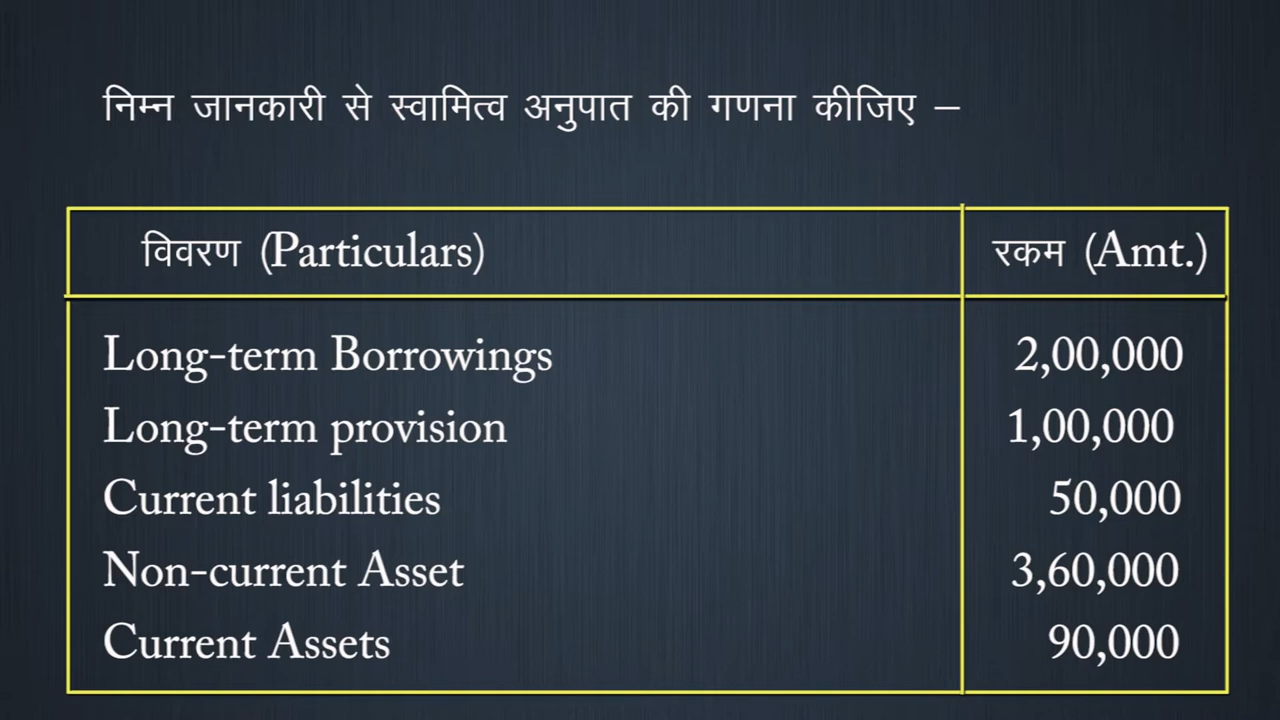 निम्न जानकारी से स्वामित्व अनुपात की गणना कीजिए –
विवरण (Particulars) रकम (Amt.)
Long-term Borrowings 2,00,000
Long-term provision 1,00,000
Current liabilities 50,000
Non-current Asset 3,60,000
Current Assets 90,000